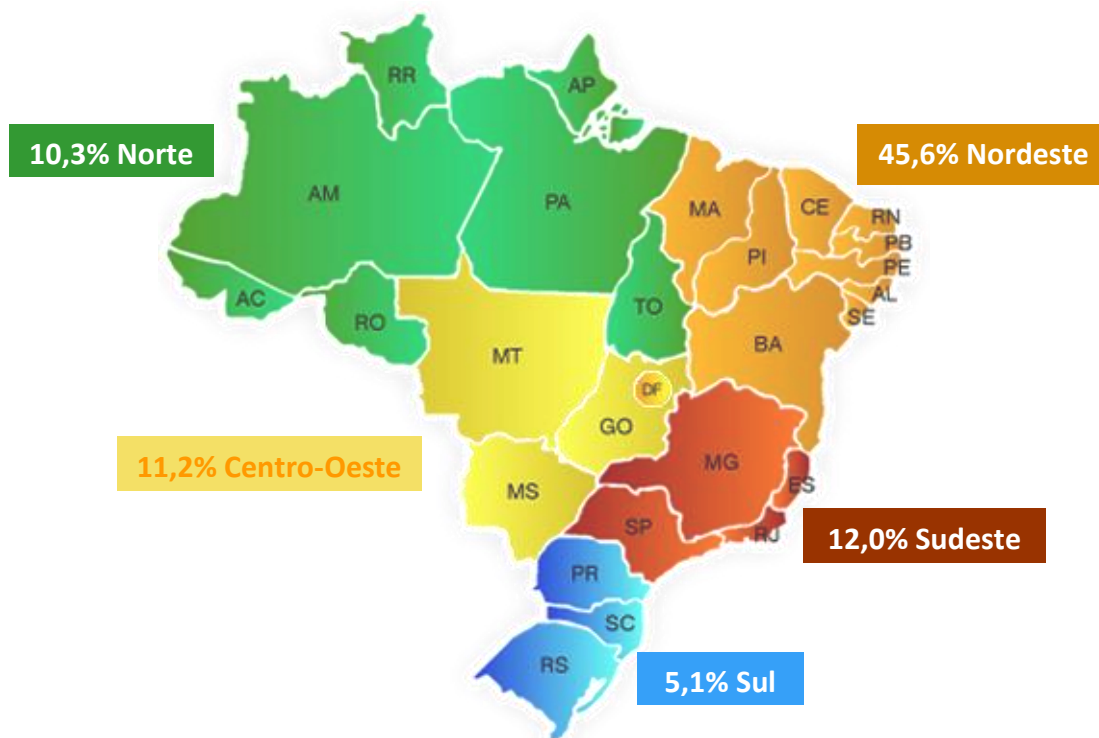 RR
AP
10,3% Norte
45,6% Nordeste
AM
PA
MA
CE
RN
PB
PI
PE
AC
RO
TO
AL
SE
MT
BA
DF
GO
11,2% Centro-Oeste
MG
MS
ES
SP
RJ
12,0% Sudeste
PR
SC
RS
5,1% Sul